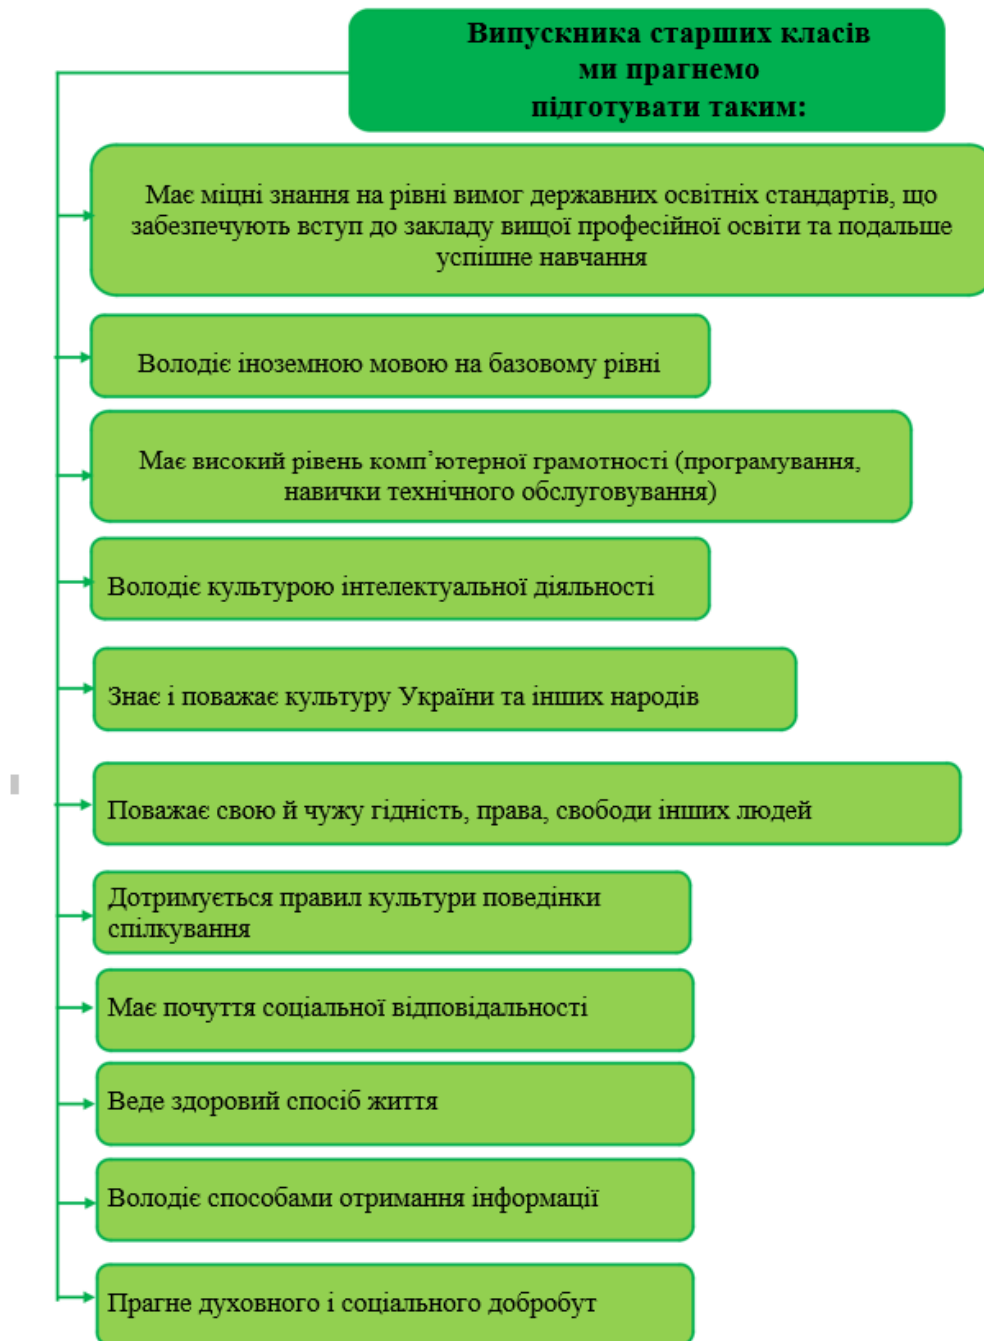 Випускника старших класів
ми прагнемо
підготувати таким:
Має міцні знання на рівні вимог державних освітніх стандартів, що
забезпечують вступ до закладу вищої професійної освіти та подальше
успішне навчання
Володіє іноземною мовою на базовому рівні
Має високий рівень комп’ютерної грамотності (програмування,
навички технічного обслуговування)
Володіє культурою інтелектуальної діяльності
Знає і поважає культуру України та інших народів
Поважає свою й чужу гідність, права, свободи інших людей
Дотримується правил культури поведінки
спілкування
Має почуття соціальної відповідальності
Веде здоровий спосіб життя
Володіє способами отримання інформації
Прагне духовного і соціального добробут